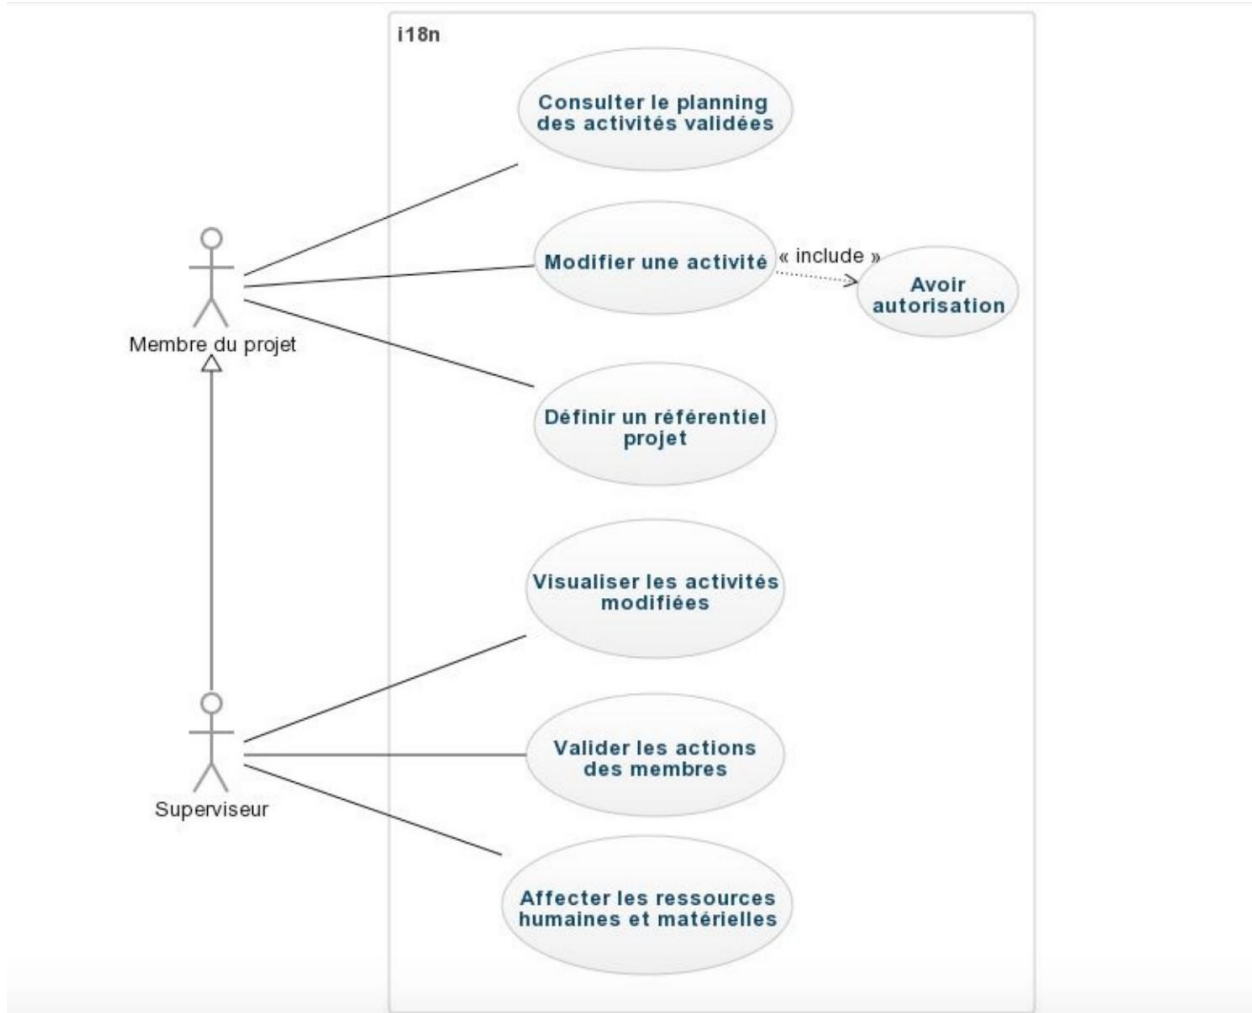 i18n
Consulter le planning
des activités validées
Modifier une activité
« include »
Avoir
autorisation
Membre du projet
Définir un référentiel
projet
Visualiser les activités
modifiées
Valider les actions
des membres
Superviseur
Affecter les ressources
humaines et matérielles